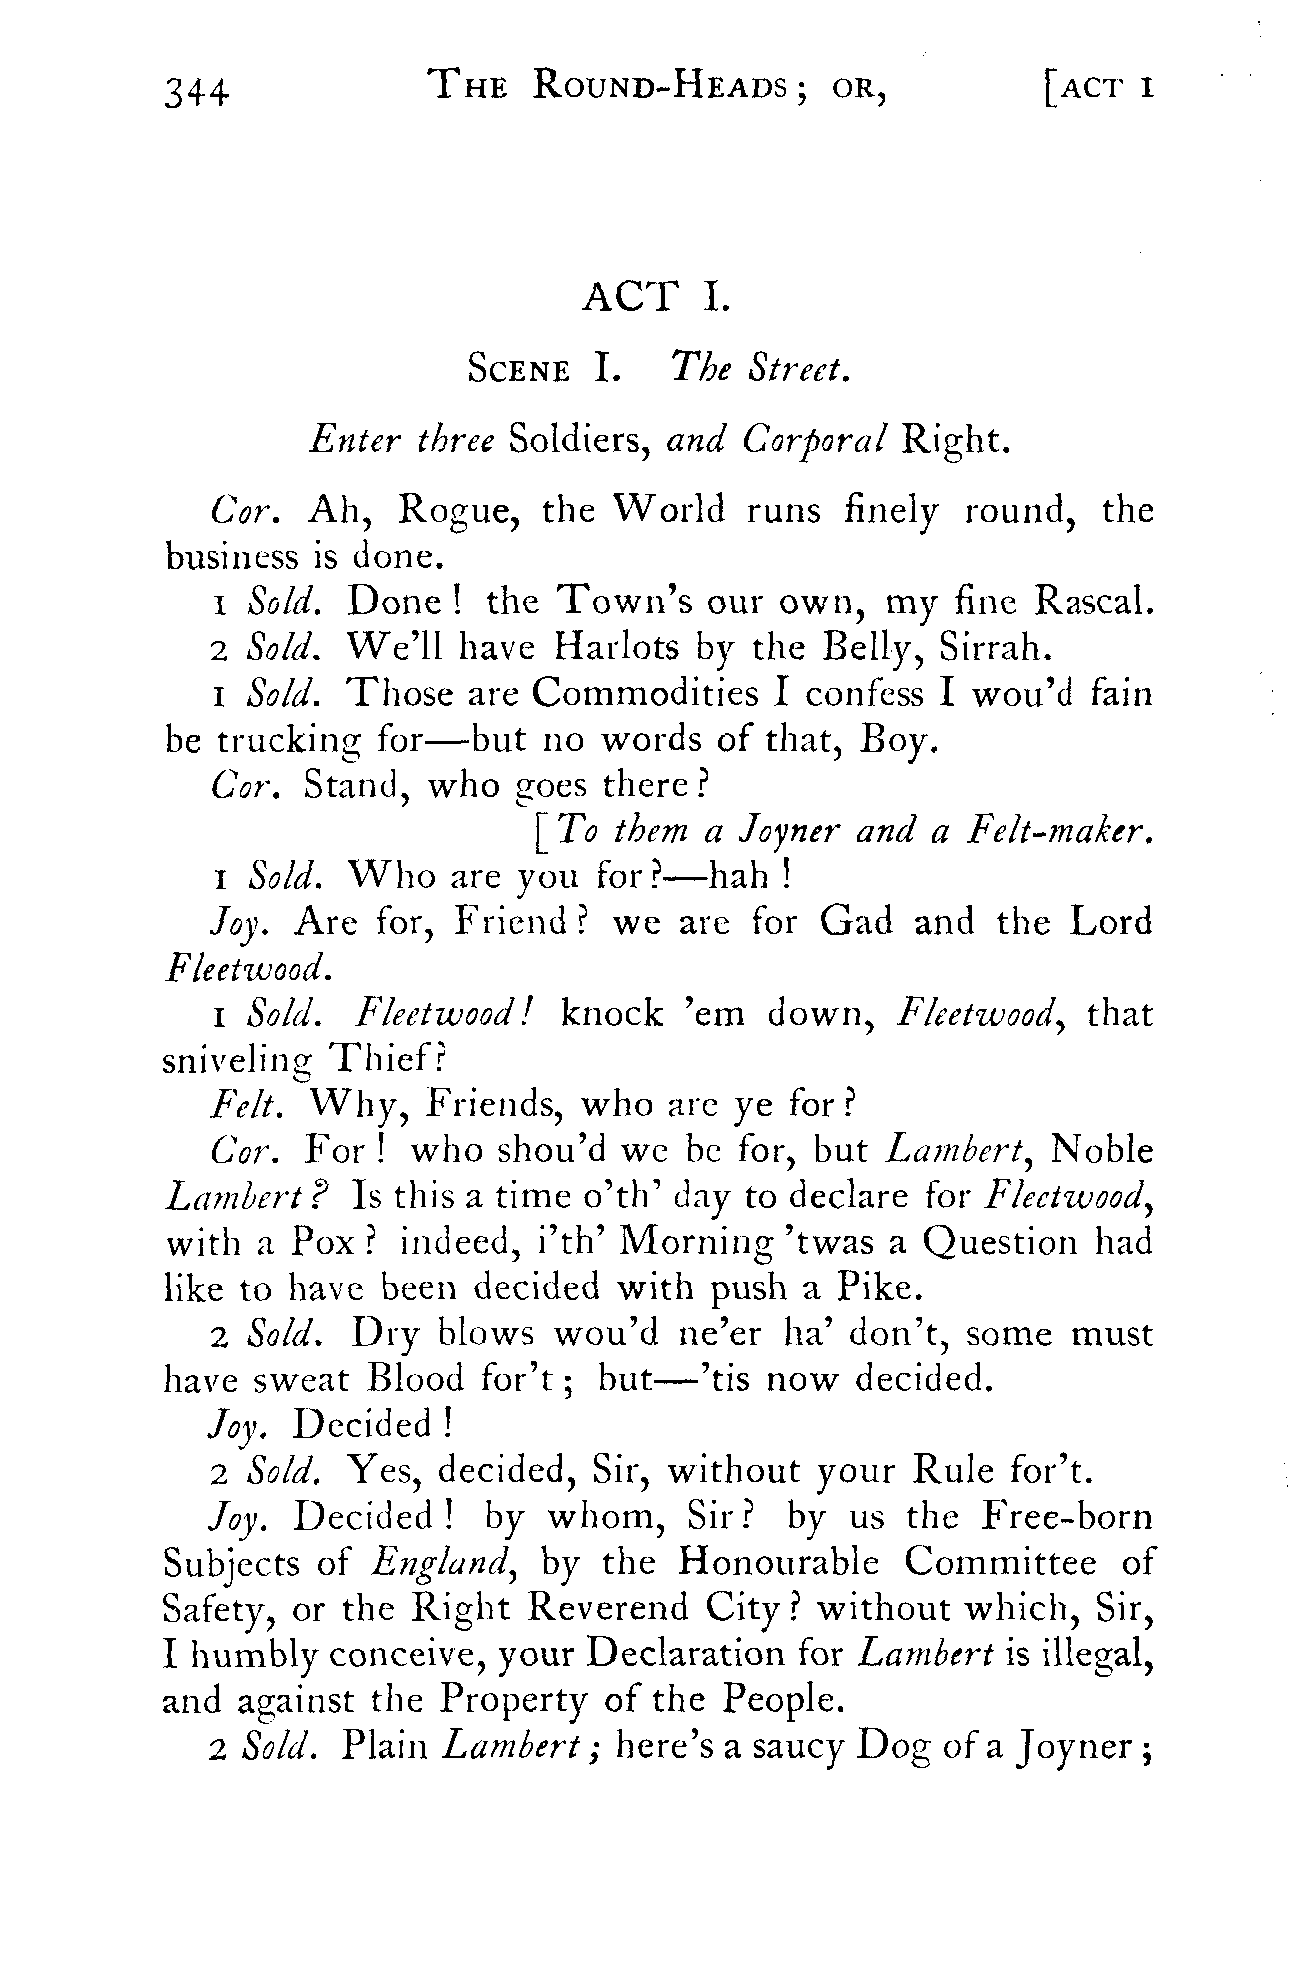 344 The Round-Heads; or, [act i
ACT I.
Scene I. The Street.
Enter three Soldiers, and Corporal Right.
Cor. Ah, Rogue, the World runs finely round, the
business is done.
1 Sold. Done! the Town's our own, my fine Rascal.
2 Sold. We'll have Harlots by the Belly, Sirrah.
1 Sold. Those are Commodities I confess I wou'd fain
be trucking for—but no words of that, Boy.
Cor. Stand, who goes there?
[To them a Joyner and a Felt-maker.
1 Sold. Who are you for?—hah!
Joy. Are for, Friend? we are for Gad and the Lord
Fleetwood.
1 Sold. Fleetwood! knock 'em down, Fleetwood, that
sniveling Thief?
Felt. Why, Friends, who are ye for?
Cor. For! who shou'd we be for, but Lambert, Noble
Lambert? Is this a time o'th' day to declare for Fleetwood,
with a Pox? indeed, i'th' Morning 'twas a Question had
like to have been decided with push a Pike.
2 Sold. Dry blows wou'd ne'er ha' don't, some must
have sweat Blood for't; but—'tis now decided.
Joy. Decided!
2 Sold. Yes, decided, Sir, without your Rule for't.
Joy. Decided! by whom, Sir? by us the Free-born
Subjects of England, by the Honourable Committee of
Safety, or the Right Reverend City? without which, Sir,
I humbly conceive, your Declaration for Lambert is illegal,
and against the Property of the People.
2 Sold. Plain Lambert; here's a saucy Dog of a Joyner;